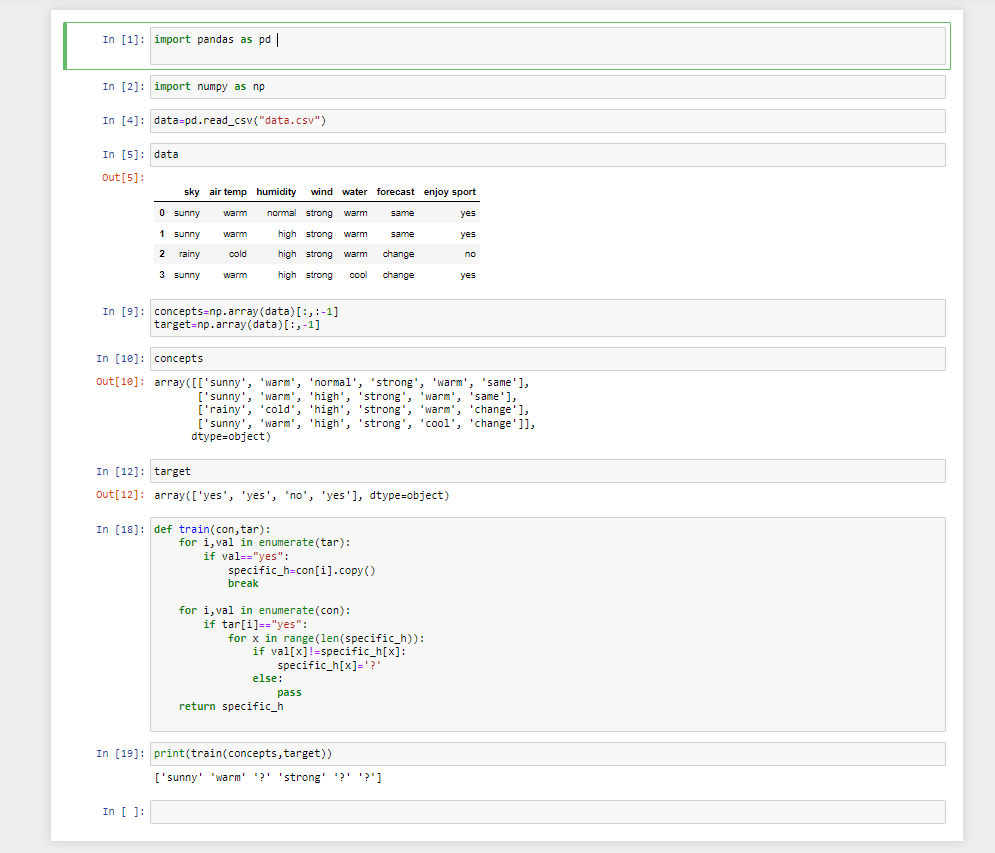 In [1]: import pandas as pd
In [2]: import numpy as np
In [4]: data=pd.read_csv("data.csv")
In [5]: data
Out[5]:
sky air temp humidity wind water forecast enjoy sport
0 sunny warm normal strong warm same yes
1 sunny warm high strong warm same yes
2 rainy cold high strong warm change no
3 sunny warm high strong cool change yes
In [9]: concepts=np.array(data)[:,:-1]
target=np.array(data)[:,-1]
In [10]: concepts
Out[10]: array([['sunny', 'warm', 'normal', 'strong', 'warm', 'same'],
['sunny', 'warm', 'high', 'strong', 'warm', 'same'],
['rainy', 'cold', 'high', 'strong', 'warm', 'change'],
['sunny', 'warm', 'high', 'strong', 'cool', 'change']],
dtype=object)
In [12]: target
Out[12]: array(['yes', 'yes', 'no', 'yes'], dtype=object)
In [18]: def train(con,tar):
for i,val in enumerate(tar):
if val=="yes":
specific_h=con[i].copy()
break
for i,val in enumerate(con):
if tar[i]=="yes":
for x in range(len(specific_h)):
if val[x]!=specific_h[x]:
specific_h[x]='?'
else:
pass
return specific_h
In [19]: print(train(concepts,target))
['sunny' 'warm' '?' 'strong' '?' '?']
In [ ]: